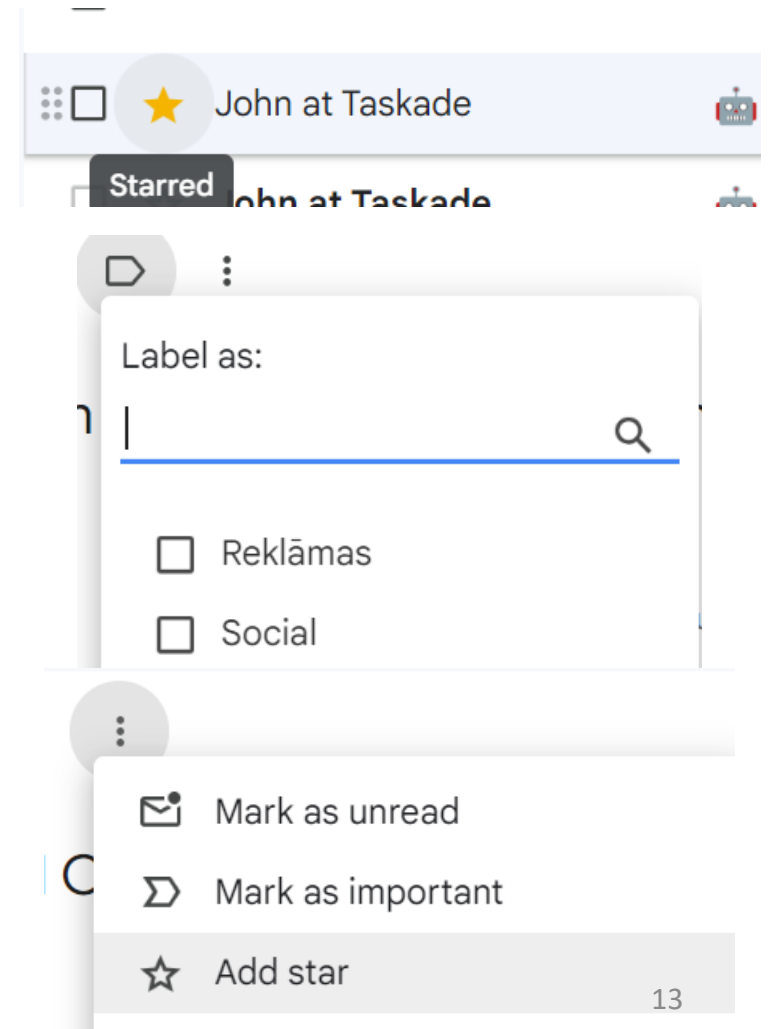 John at Taskade
Starred
John at Taskade
Label as:
Reklāmas
Social
Mark as unread
Mark as important
Add star
13